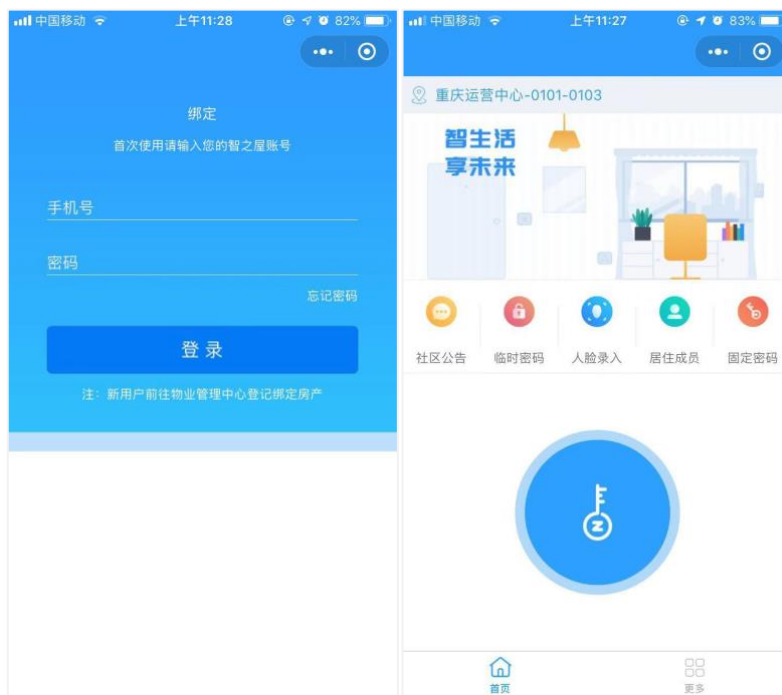 中国移动 上午11:28 82%
绑定
首次使用请输入您的智之屋账号
手机号
密码
忘记密码
登录
注：新用户前往物业管理中心登记绑定房产
中国移动 上午11:27 83%
重庆运营中心-0101-0103
智生活
享未来
社区公告 临时密码 人脸录入 居住成员 固定密码
Z
首页 更多